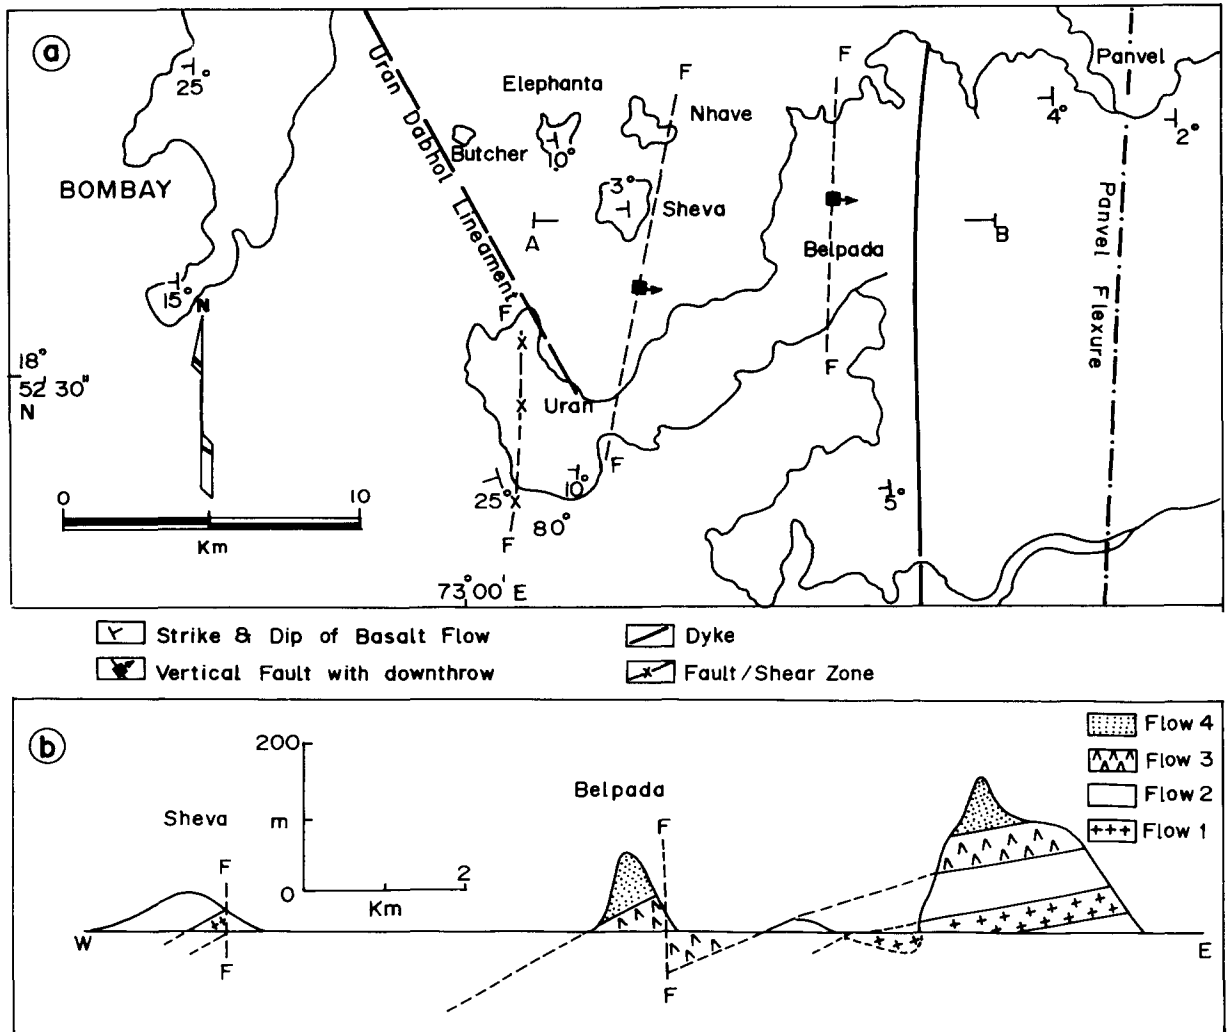 a
25°
BOMBAY
15°
N
18°
52' 30"
N
0 10
Km
Uran Dabhol Lineament
Butcher
Elephanta
10°
Nhave
F
3°
Sheva
A
F
Uran
F
25°
10°
80°
F
73°00' E
F
Belpada
F
B
5°
Panvel
4°
2°
Panvel Flexure
Strike & Dip of Basalt Flow
Dyke
Vertical Fault with downthrow
Fault/Shear Zone
b
200
m
0
2
Km
Sheva
F
F
Belpada
F
F
W
E
Flow 4
Flow 3
Flow 2
Flow 1